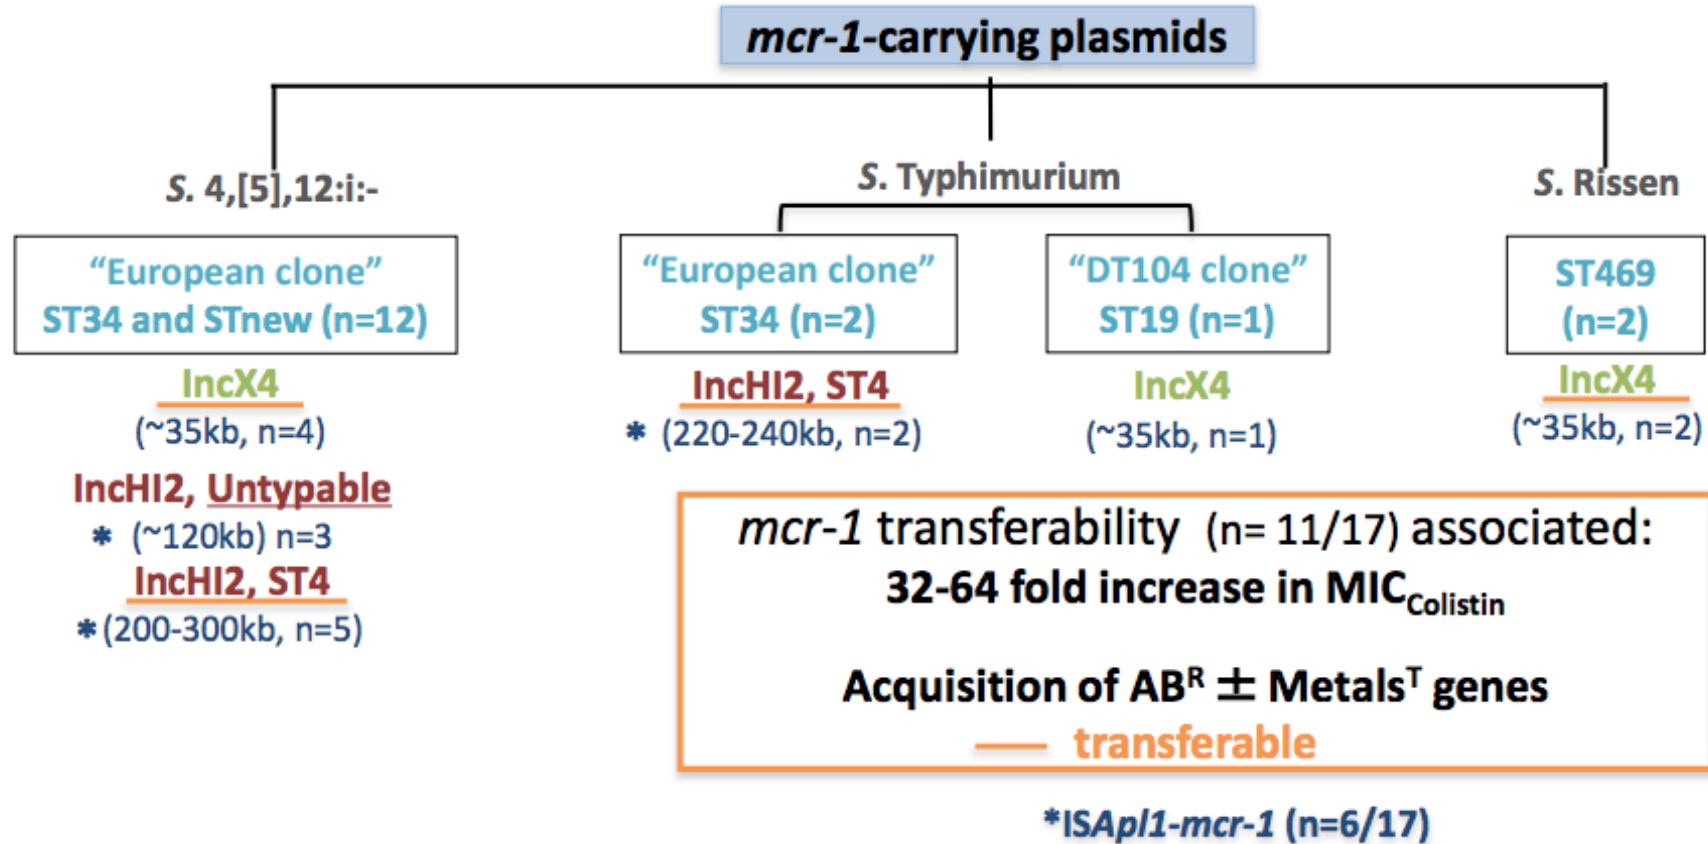 mcr-1-carrying plasmids
S. 4,[5],12:i:-
"European clone"
ST34 and STnew (n=12)
IncX4
(~35kb, n=4)
IncHI2, Untypable
* (~120kb) n=3
IncHI2, ST4
*(200-300kb, n=5)
S. Typhimurium
"European clone"
ST34 (n=2)
IncHI2, ST4
* (220-240kb, n=2)
"DT104 clone"
ST19 (n=1)
IncX4
(~35kb, n=1)
S. Rissen
ST469
(n=2)
IncX4
(~35kb, n=2)
mcr-1 transferability (n= 11/17) associated:
32-64 fold increase in MICColistin
Acquisition of ABR ± MetalsT genes
transferable
*ISApl1-mcr-1 (n=6/17)